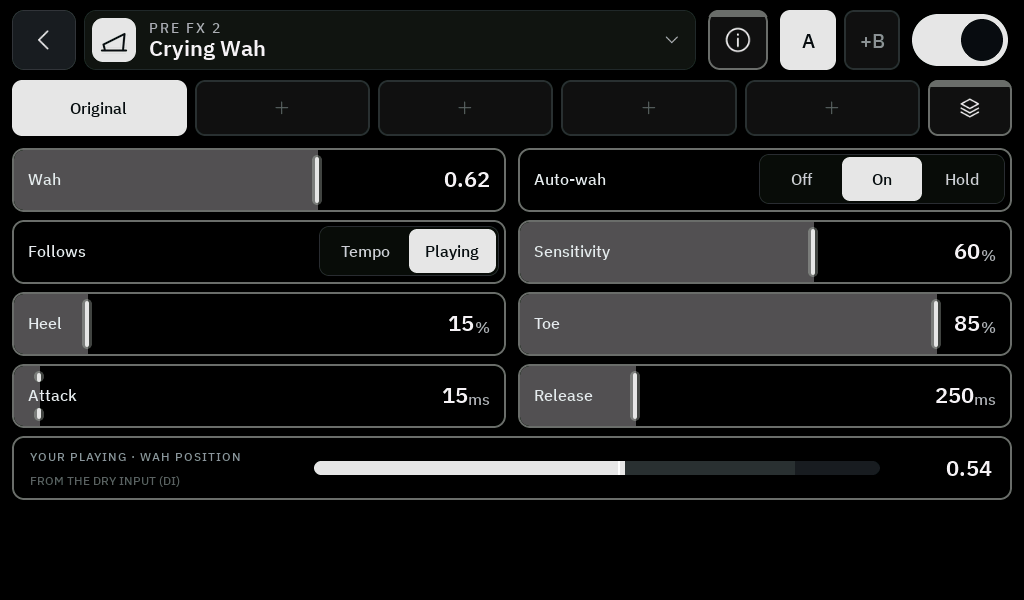 PRE FX 2
Crying Wah
A
+B
Original
+
+
+
+
Wah
0.62
Auto-wah
Off
On
Hold
Follows
Tempo
Playing
Sensitivity
60%
Heel
15%
Toe
85%
Attack
15ms
Release
250ms
YOUR PLAYING · WAH POSITION
FROM THE DRY INPUT (DI)
0.54